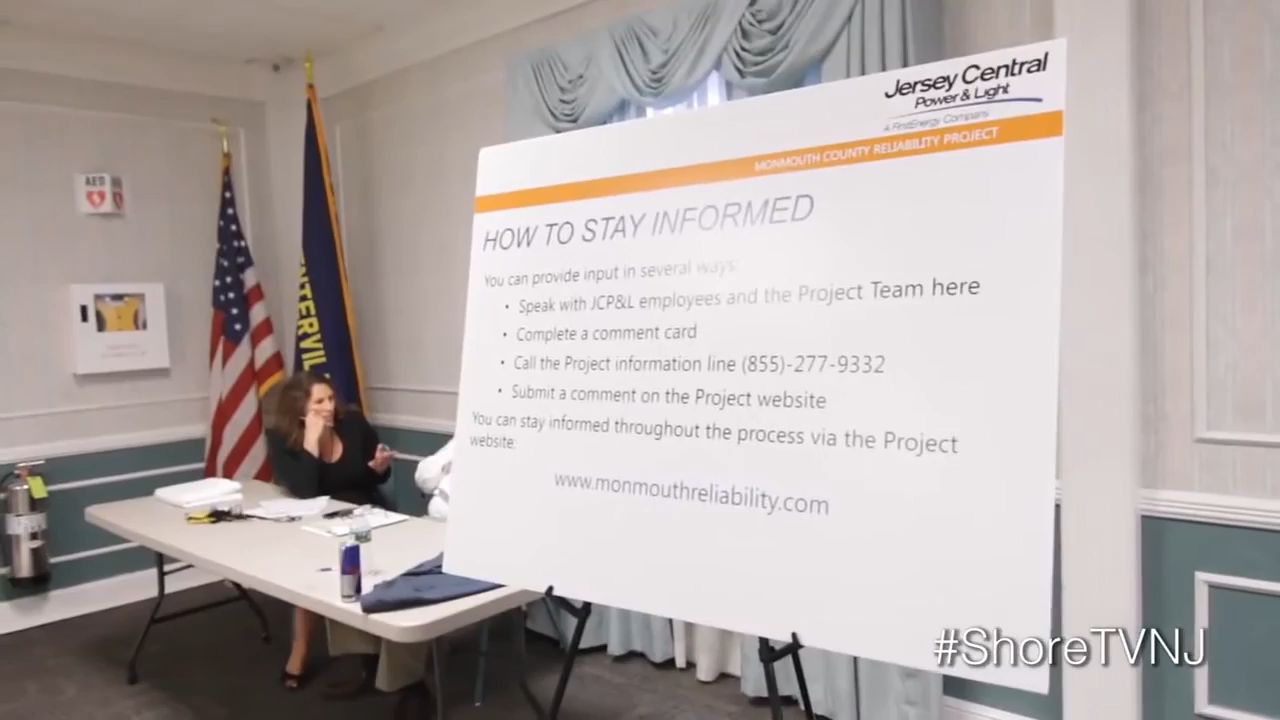 Jersey Central
Power & Light
A FirstEnergy Company
MONMOUTH COUNTY RELIABILITY PROJECT
HOW TO STAY INFORMED
You can provide input in several ways:
• Speak with JCP&L employees and the Project Team here
• Complete a comment card
• Call the Project information line (855)-277-9332
• Submit a comment on the Project website
You can stay informed throughout the process via the Project
website:
www.monmouthreliability.com
AED
#ShoreTVNJ